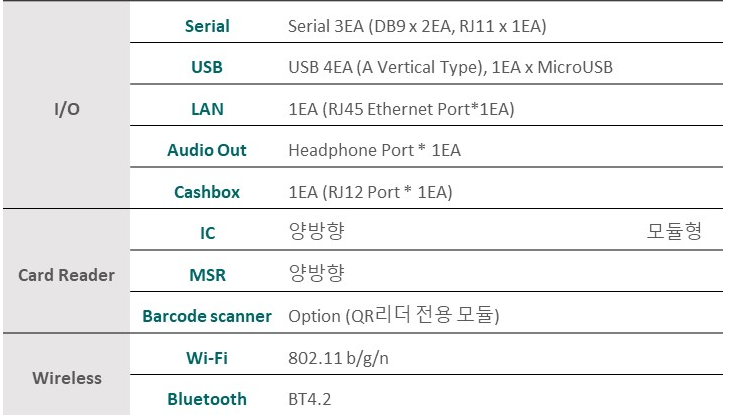 Serial Serial 3EA (DB9 x 2EA, RJ11 x 1EA)
USB USB 4EA (A Vertical Type), 1EA x MicroUSB
I/O LAN 1EA (RJ45 Ethernet Port*1EA)
Audio Out Headphone Port * 1EA
Cashbox 1EA (RJ12 Port * 1EA)
IC 양방향 모듈형
Card Reader MSR 양방향
Barcode scanner Option (QR리더 전용 모듈)
Wi-Fi 802.11 b/g/n
Wireless
Bluetooth BT4.2